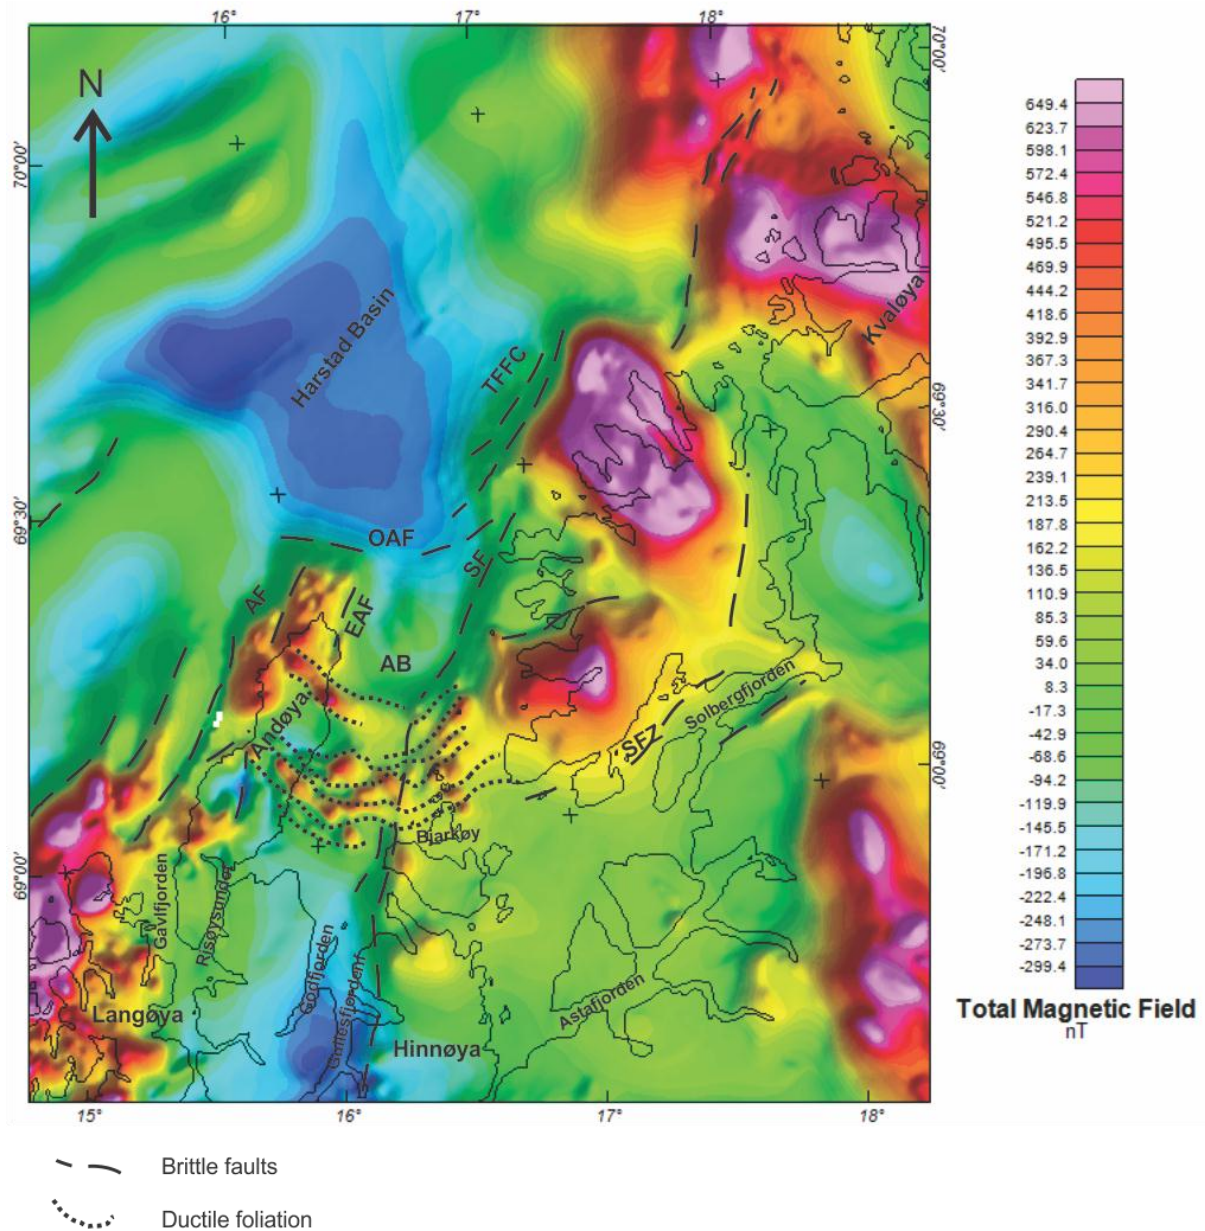 16° 17° 18°
N
70°00'
70°00'
649.4
623.7
598.1
572.4
546.8
521.2
495.5
469.9
444.2
418.6
392.9
367.3
341.7
316.0
290.4
264.7
239.1
213.5
187.8
162.2
136.5
110.9
85.3
59.6
34.0
8.3
-17.3
-42.9
-68.6
-94.2
-119.9
-145.5
-171.2
-196.8
-222.4
-248.1
-273.7
-299.4
Total Magnetic Field
nT
Kvaløya
Harstad Basin
TFFC
69°30'
69°30'
OAF
SF
AF
EAF
AB
Andøya
Solbergfjorden
SFZ
69°00'
Bjarkøy
69°00'
Gavlfjorden
Risøysundet
Godfjorden
Gullesfjorden
Astafjorden
Langøya
Hinnøya
15° 16° 17° 18°
Brittle faults
Ductile foliation